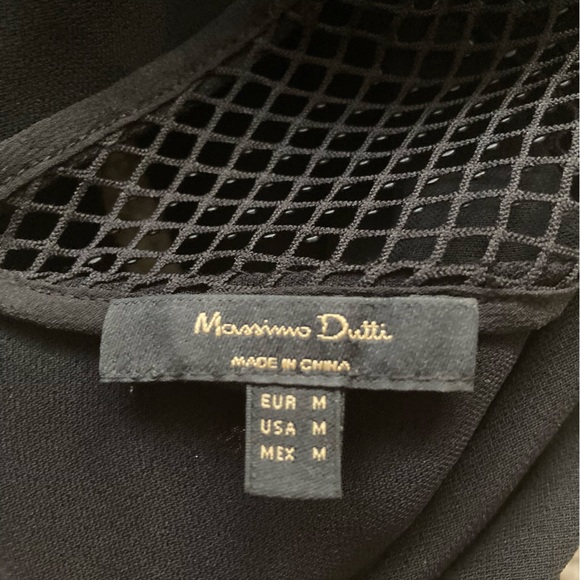 Massimo Dutti
MADE IN CHINA
EUR M
USA M
MEX M